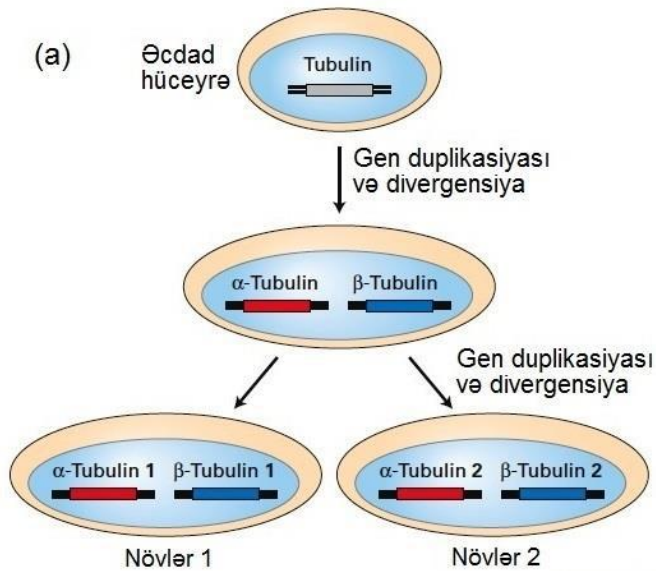 (a)
Əcdad
hüceyrə
Tubulin
Gen duplikasiyası
və divergensiya
α-Tubulin
β-Tubulin
Gen duplikasiyası
və divergensiya
α-Tubulin 1
β-Tubulin 1
α-Tubulin 2
β-Tubulin 2
Növlər 1
Növlər 2